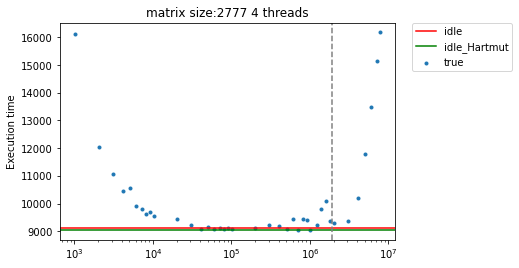 matrix size:2777 4 threads
Execution time
16000
15000
14000
13000
12000
11000
10000
9000
10³
10⁴
10⁵
10⁶
10⁷
idle
idle_Hartmut
true